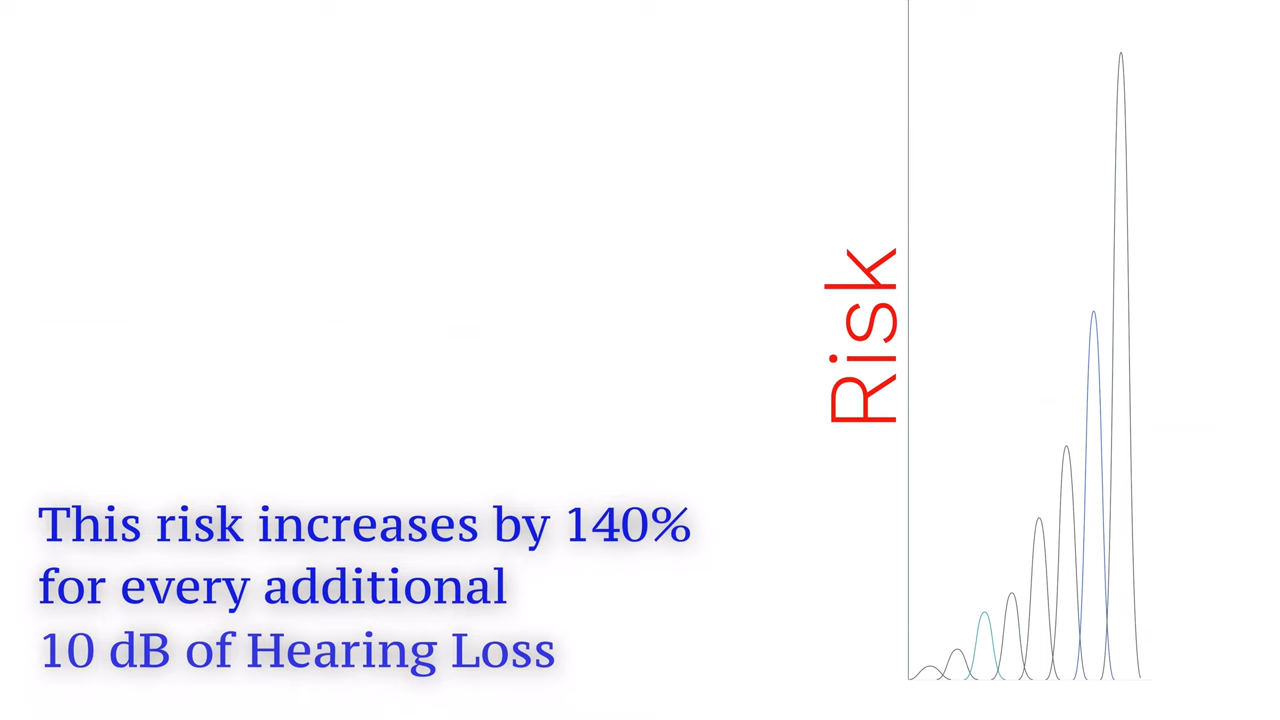 Risk
This risk increases by 140%
for every additional
10 dB of Hearing Loss